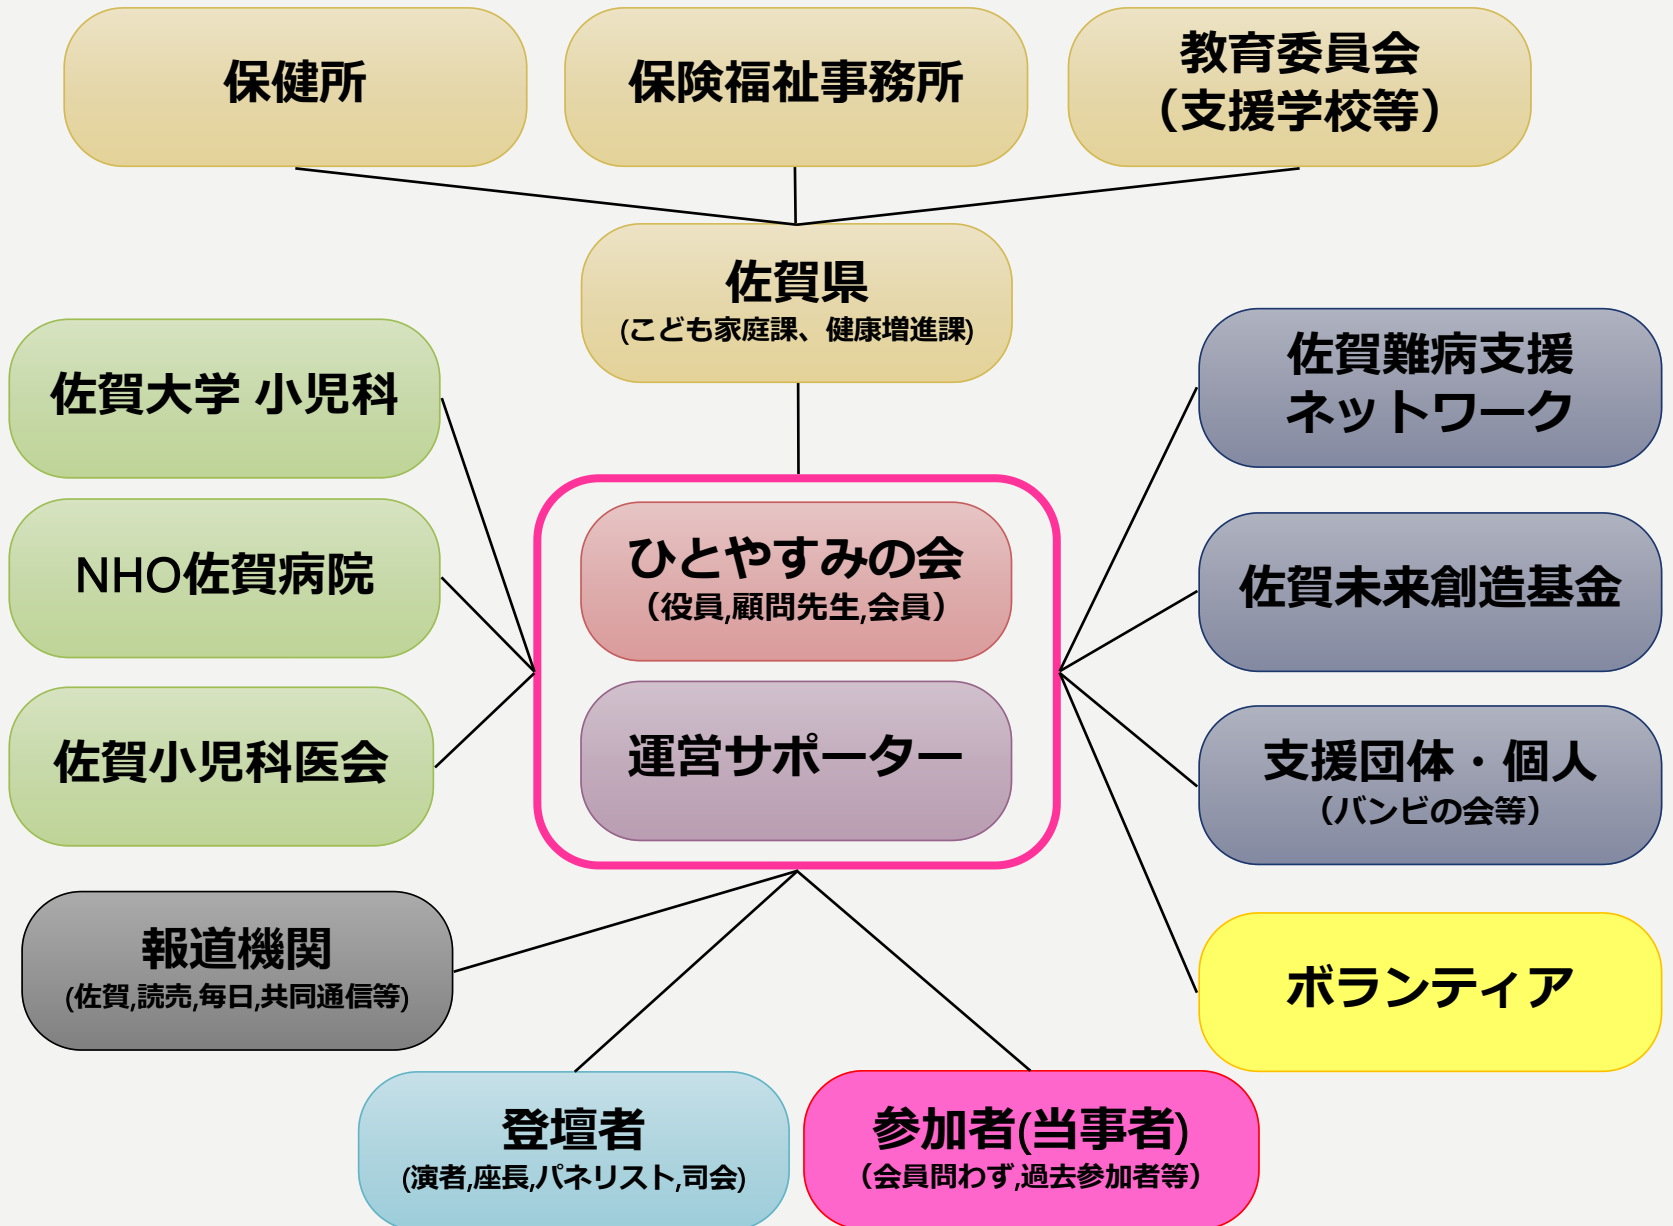 保健所
保険福祉事務所
教育委員会
（支援学校等）
佐賀県
(こども家庭課、健康増進課)
佐賀大学 小児科
NHO佐賀病院
佐賀小児科医会
ひとやすみの会
（役員,顧問先生,会員）
運営サポーター
佐賀難病支援
ネットワーク
佐賀未来創造基金
支援団体・個人
（バンビの会等）
ボランティア
報道機関
(佐賀,読売,毎日,共同通信等)
登壇者
(演者,座長,パネリスト,司会)
参加者(当事者)
（会員問わず,過去参加者等）